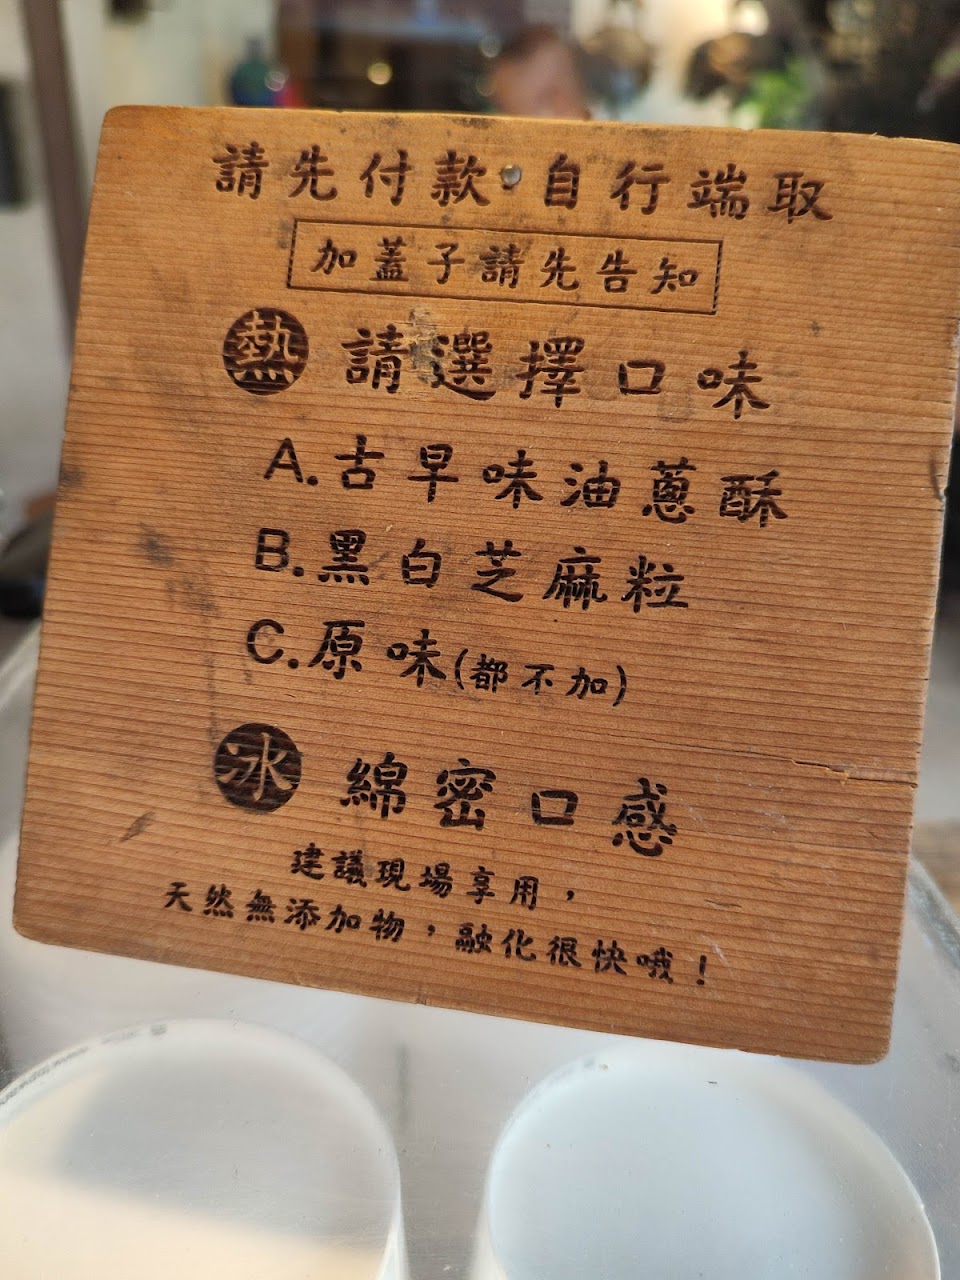 請先付款·自行端取
加蓋子請先告知
熱 請選擇口味
A.古早味油蔥酥
B.黑白芝麻粒
C.原味(都不加)
冰 綿密口感
建議現場享用，
天然無添加物，融化很快哦！